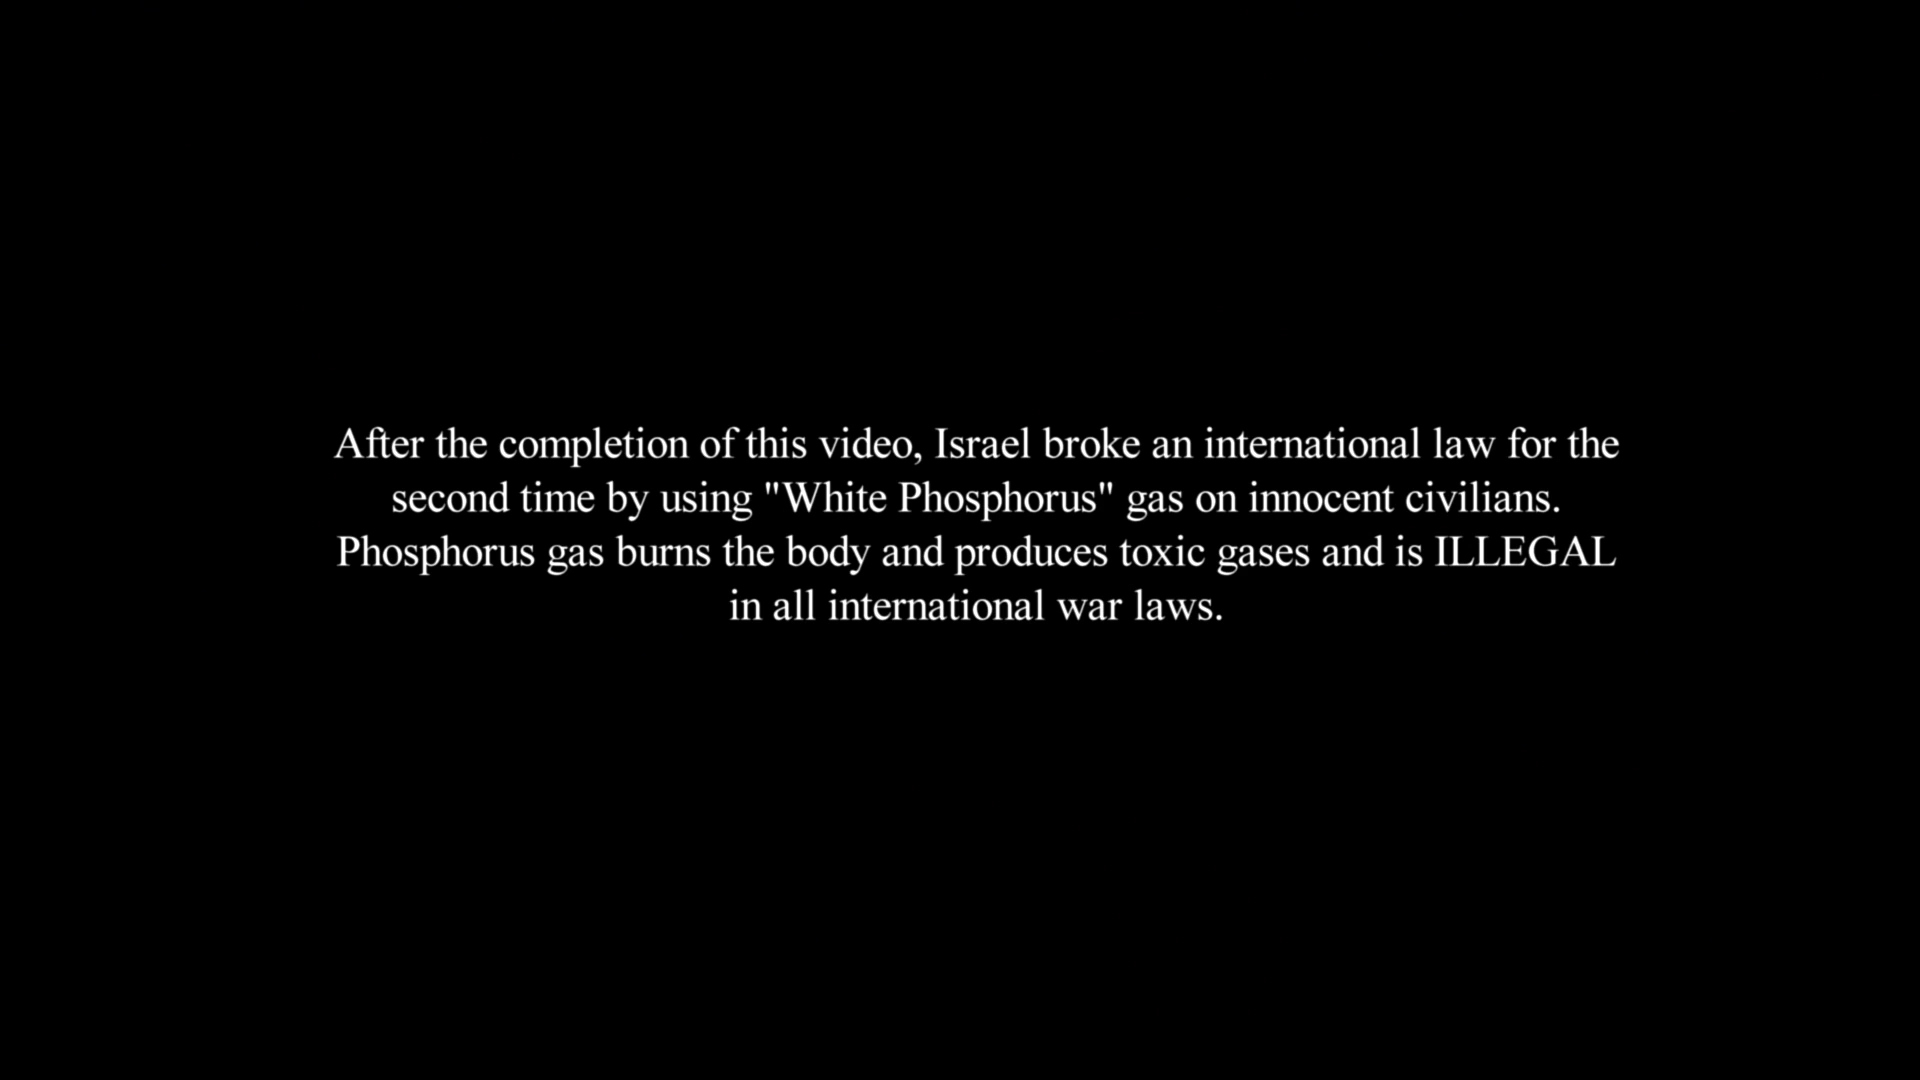 After the completion of this video, Israel broke an international law for the
second time by using "White Phosphorus" gas on innocent civilians.
Phosphorus gas burns the body and produces toxic gases and is ILLEGAL
in all international war laws.